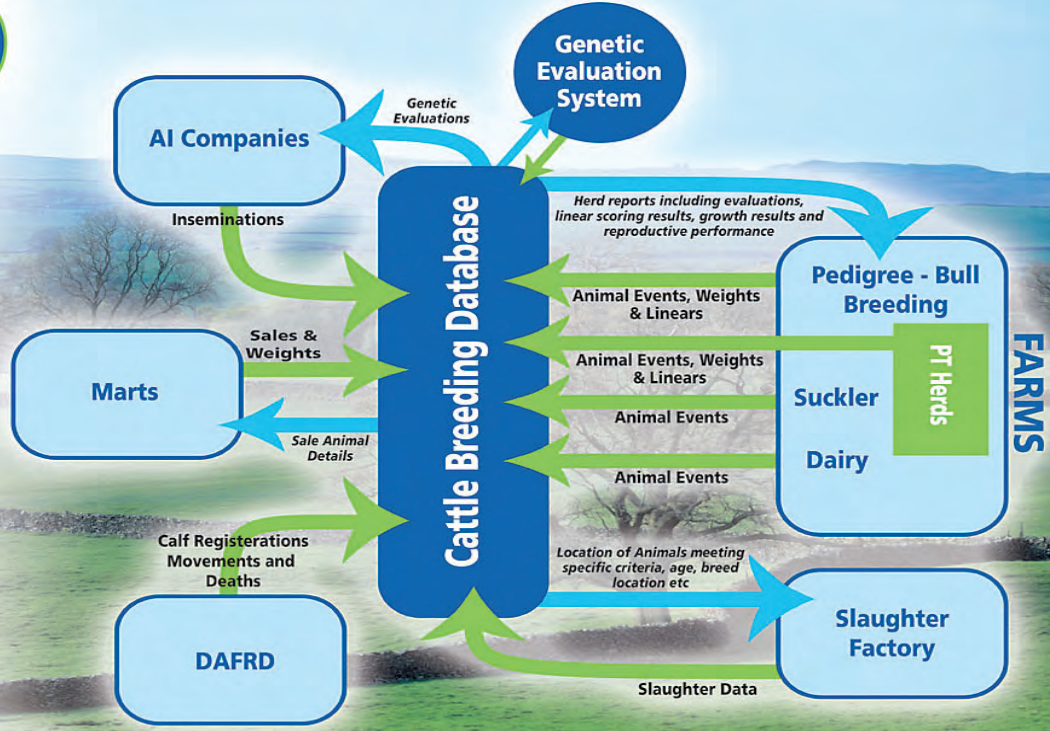 Genetic
Evaluation
System
AI Companies
Genetic
Evaluations
Inseminations
Herd reports including evaluations,
linear scoring results, growth results and
reproductive performance
Cattle Breeding Database
Pedigree - Bull
Breeding
Animal Events, Weights
& Linears
Sales &
Weights
Animal Events, Weights
& Linears
PT Herds
FARMS
Marts
Suckler
Animal Events
Sale Animal
Details
Dairy
Animal Events
Calf Registerations
Movements and
Deaths
Location of Animals meeting
specific criteria, age, breed
location etc
DAFRD
Slaughter
Factory
Slaughter Data